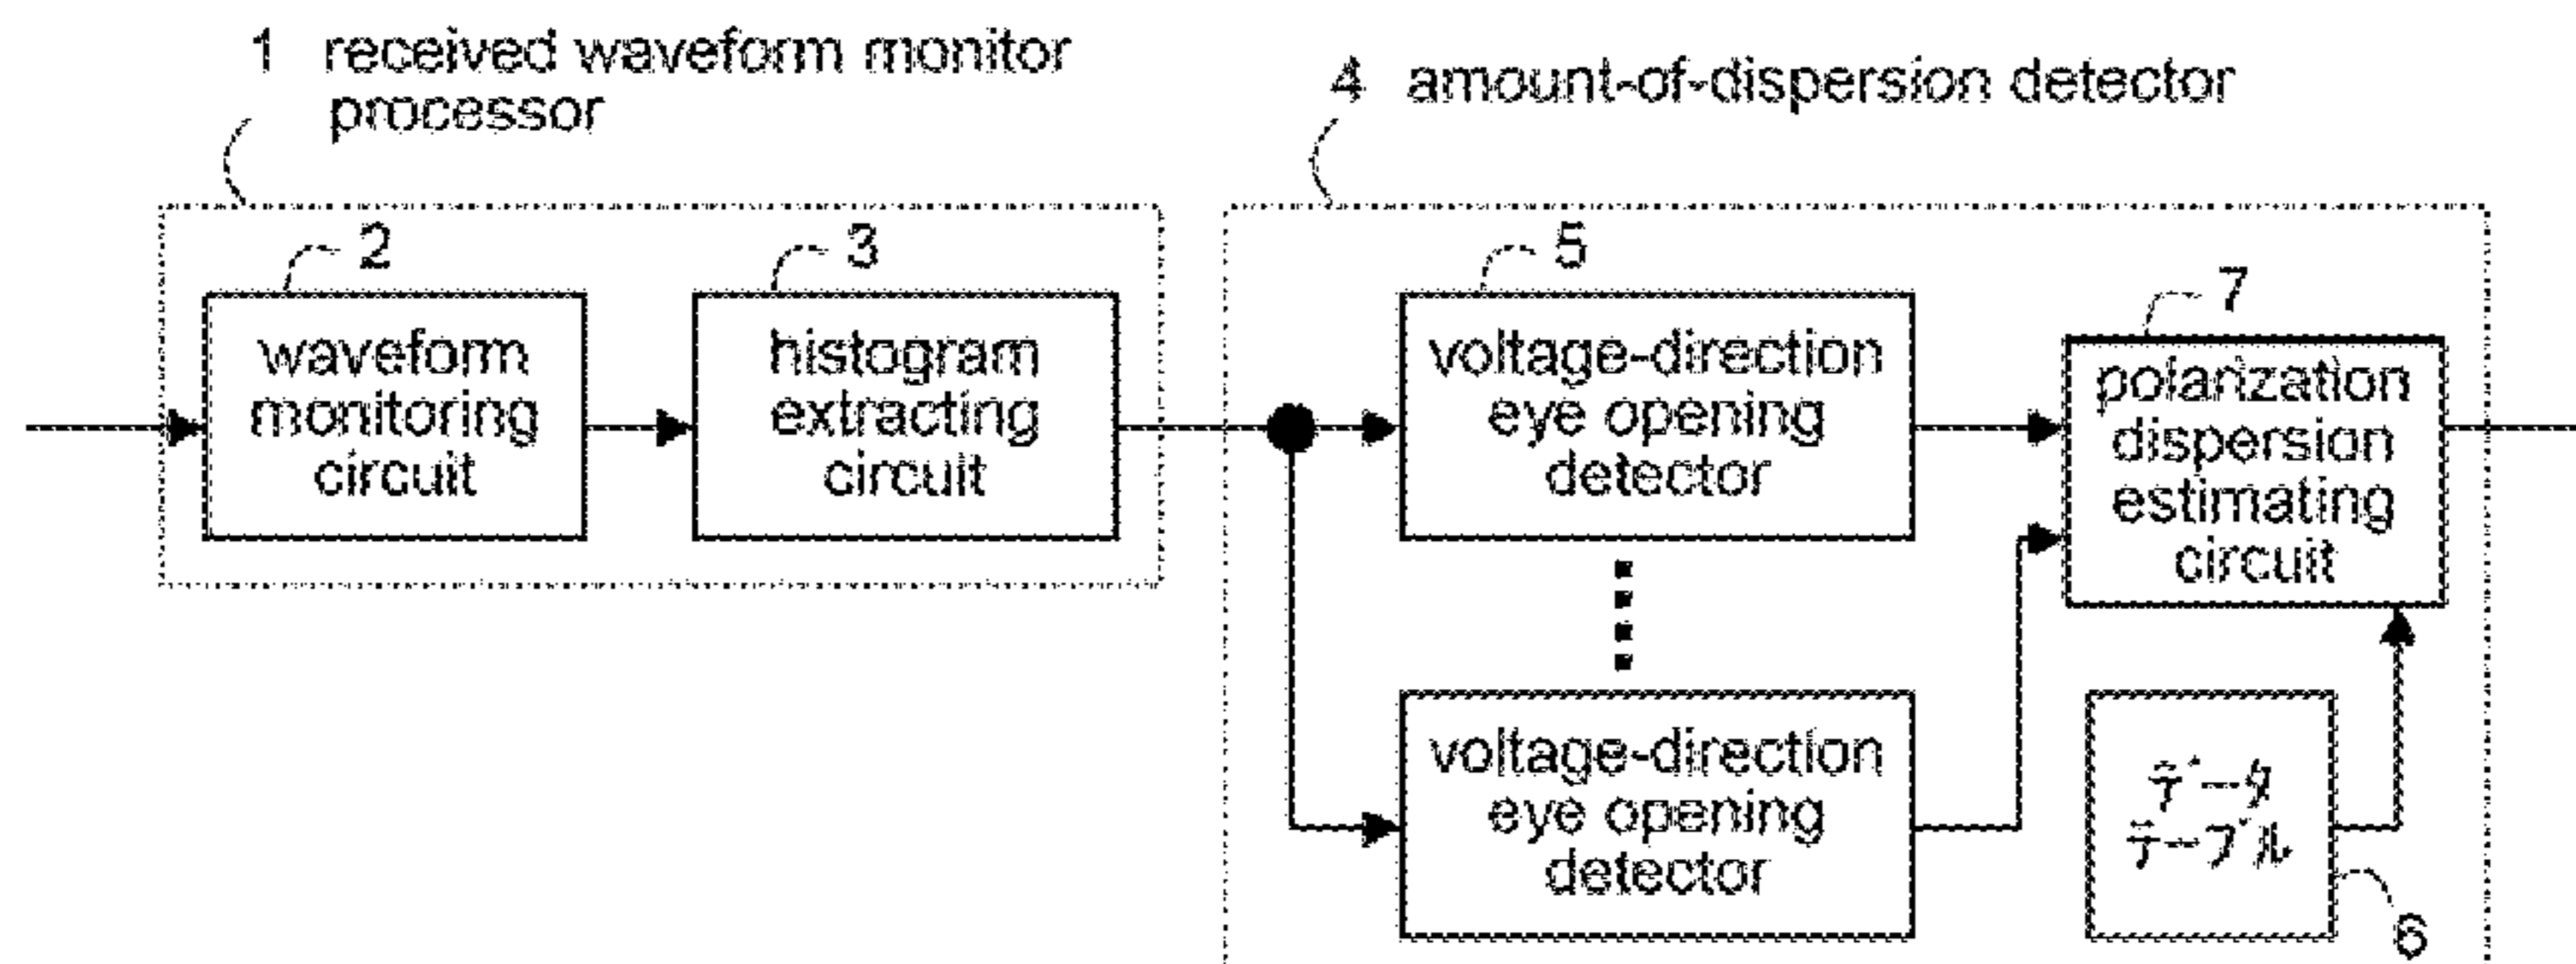 1 received waveform monitor
processor
4 amount-of-dispersion detector
2
waveform
monitoring
circuit
3
histogram
extracting
circuit
5
voltage-direction
eye opening
detector
7
polarization
dispersion
estimating
circuit
voltage-direction
eye opening
detector
データ
テーブル
6